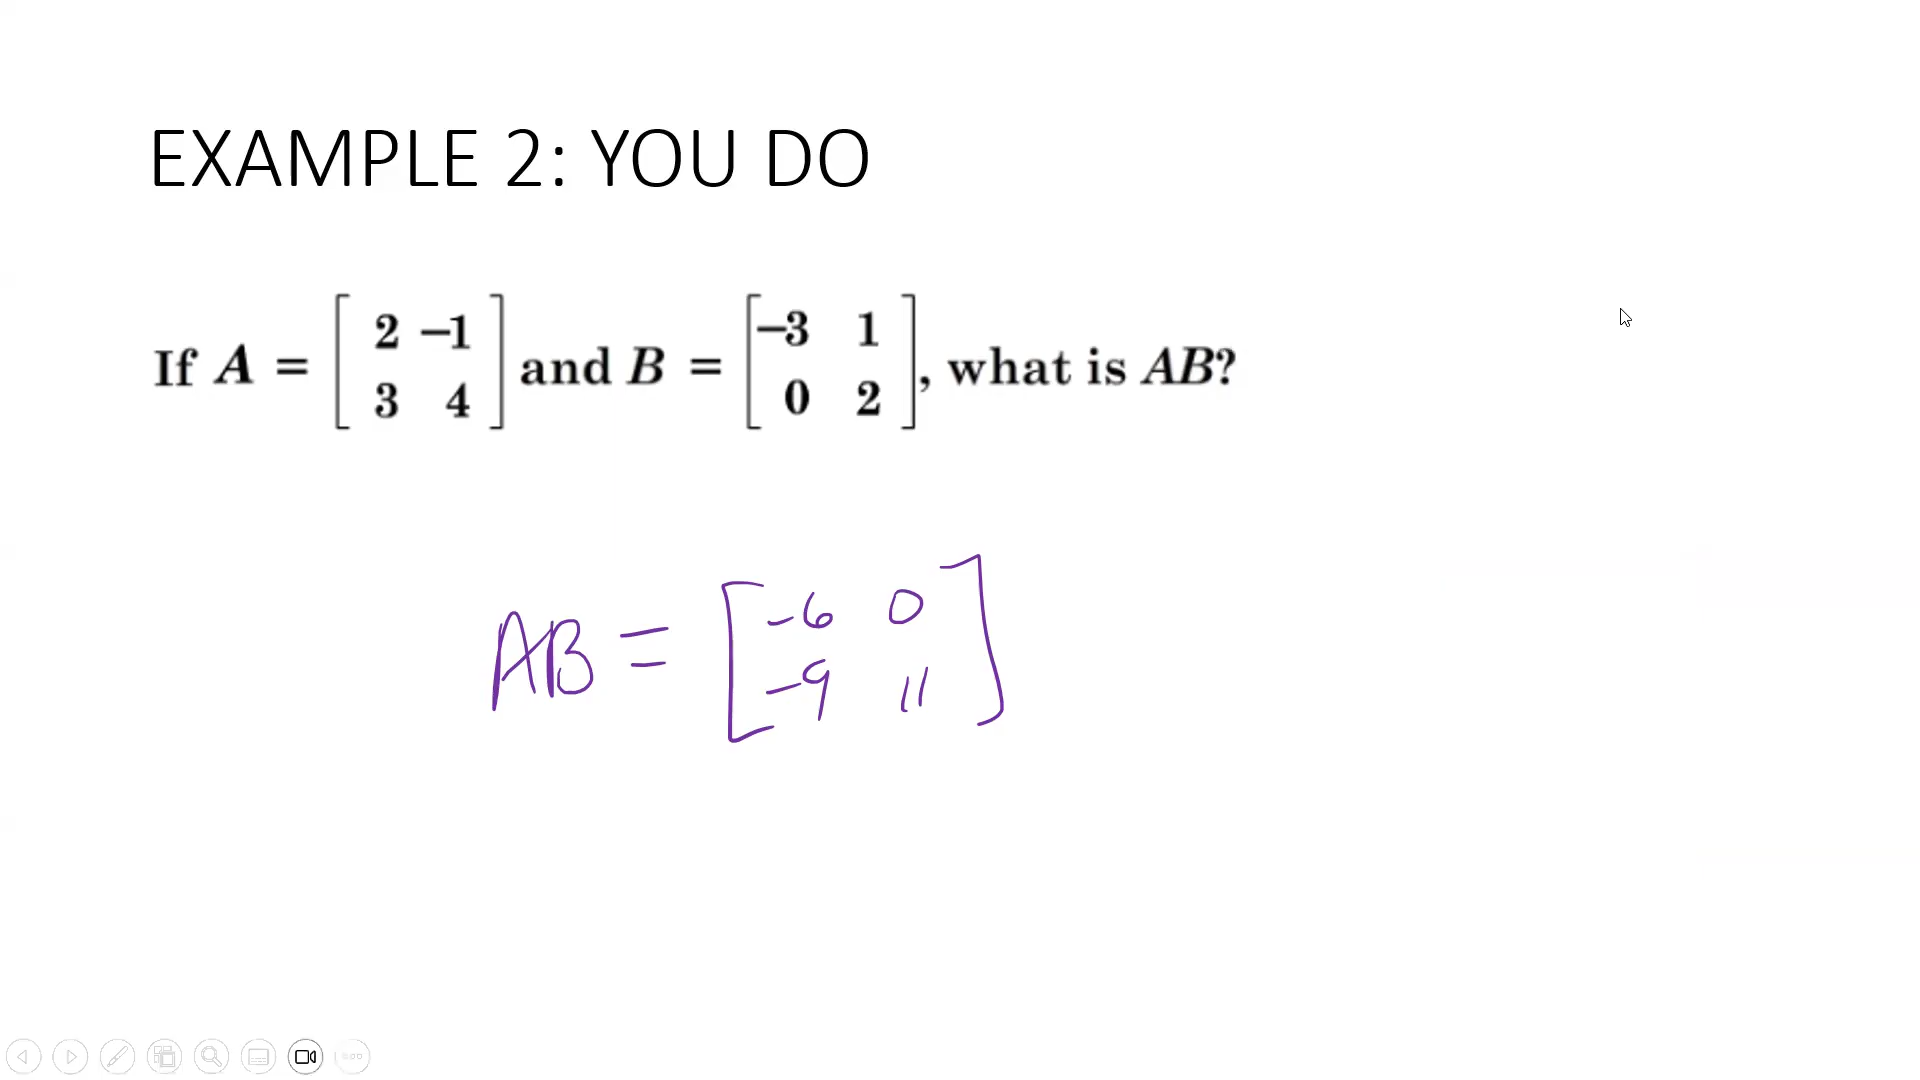 EXAMPLE 2: YOU DO
If A = [ 2 −1 ] and B = [ −3 1 ], what is AB?
3 4 0 2
AB = [ -6 0 ]
-9 11